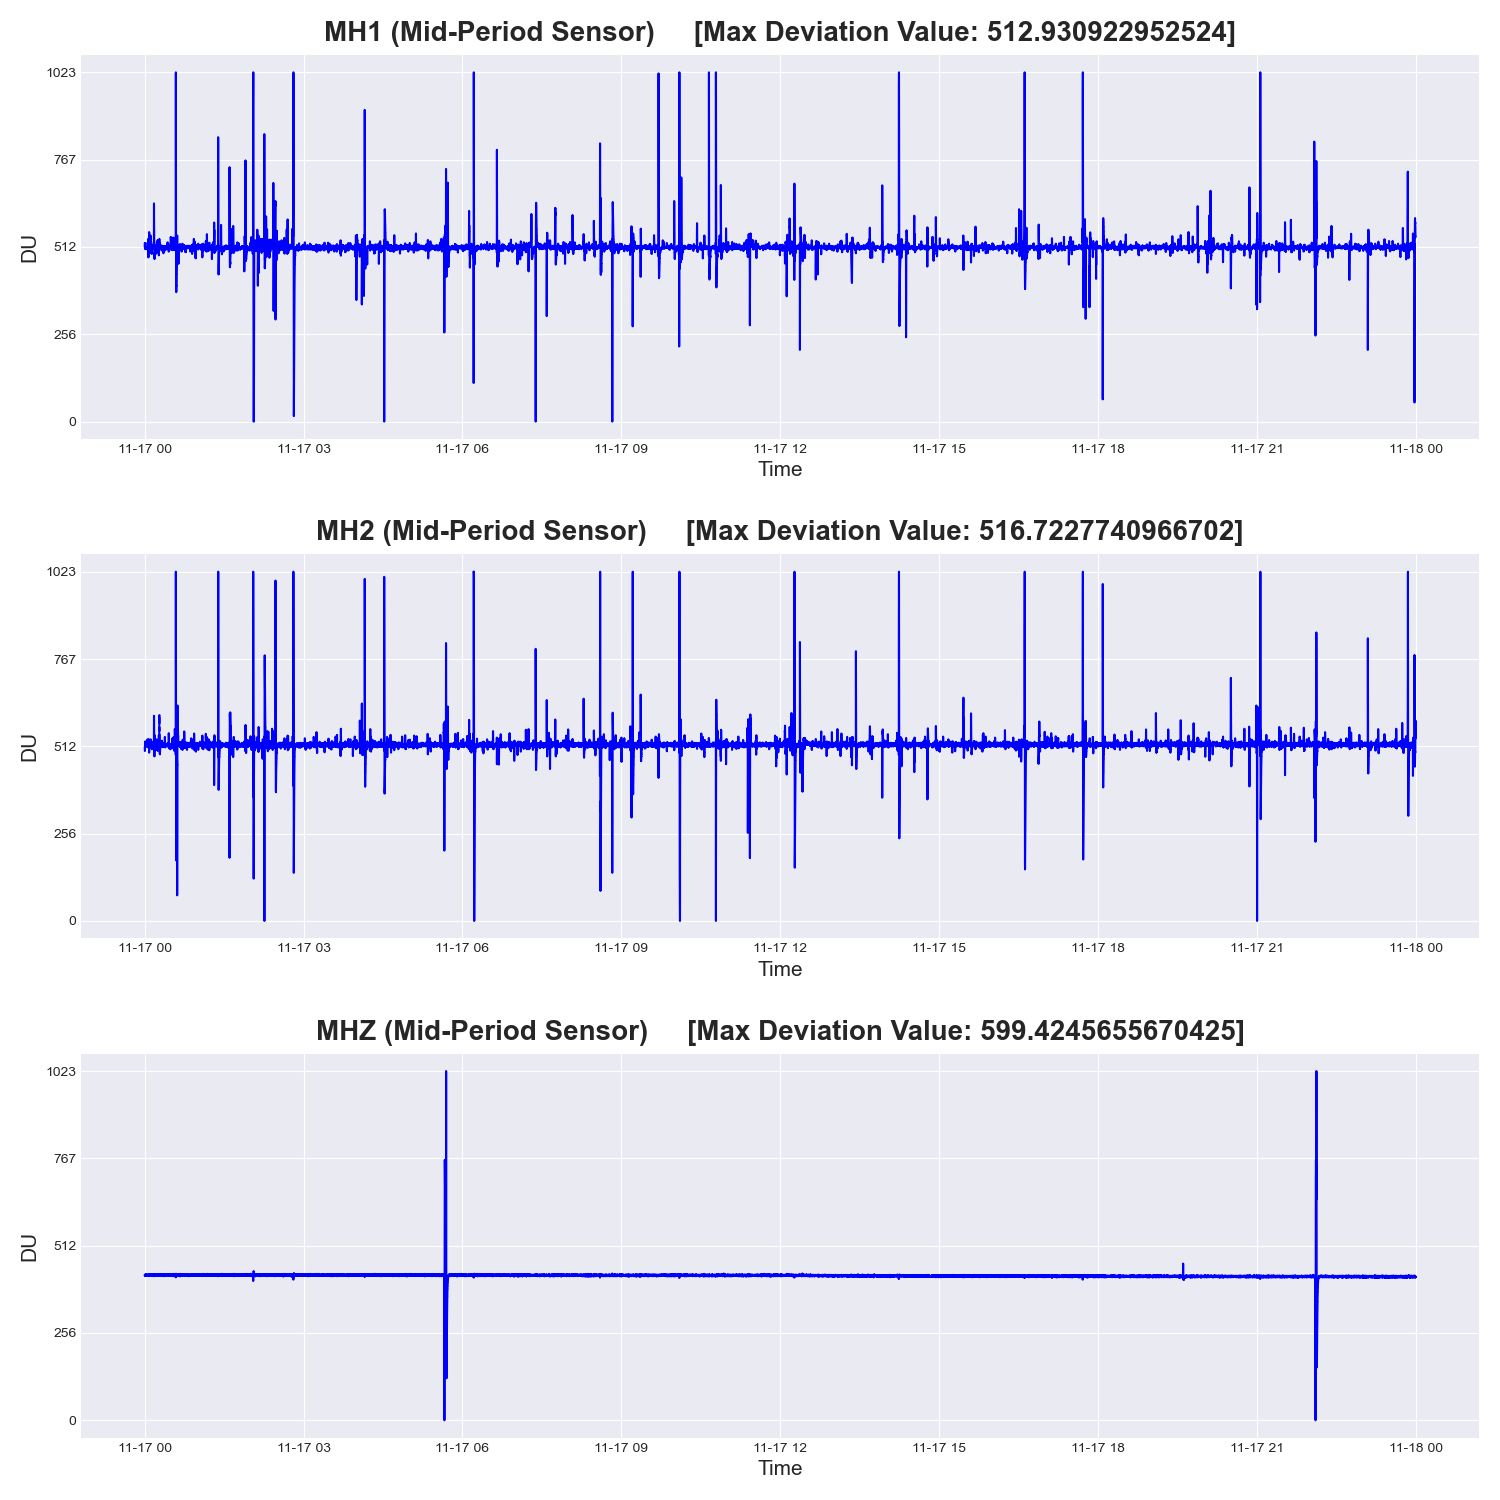 MH1 (Mid-Period Sensor)     [Max Deviation Value: 512.930922952524]
1023
767
512
256
0
DU
11-17 00 11-17 03 11-17 06 11-17 09 11-17 12 11-17 15 11-17 18 11-17 21 11-18 00
Time
MH2 (Mid-Period Sensor)     [Max Deviation Value: 516.7227740966702]
1023
767
512
256
0
DU
11-17 00 11-17 03 11-17 06 11-17 09 11-17 12 11-17 15 11-17 18 11-17 21 11-18 00
Time
MHZ (Mid-Period Sensor)     [Max Deviation Value: 599.4245655670425]
1023
767
512
256
0
DU
11-17 00 11-17 03 11-17 06 11-17 09 11-17 12 11-17 15 11-17 18 11-17 21 11-18 00
Time